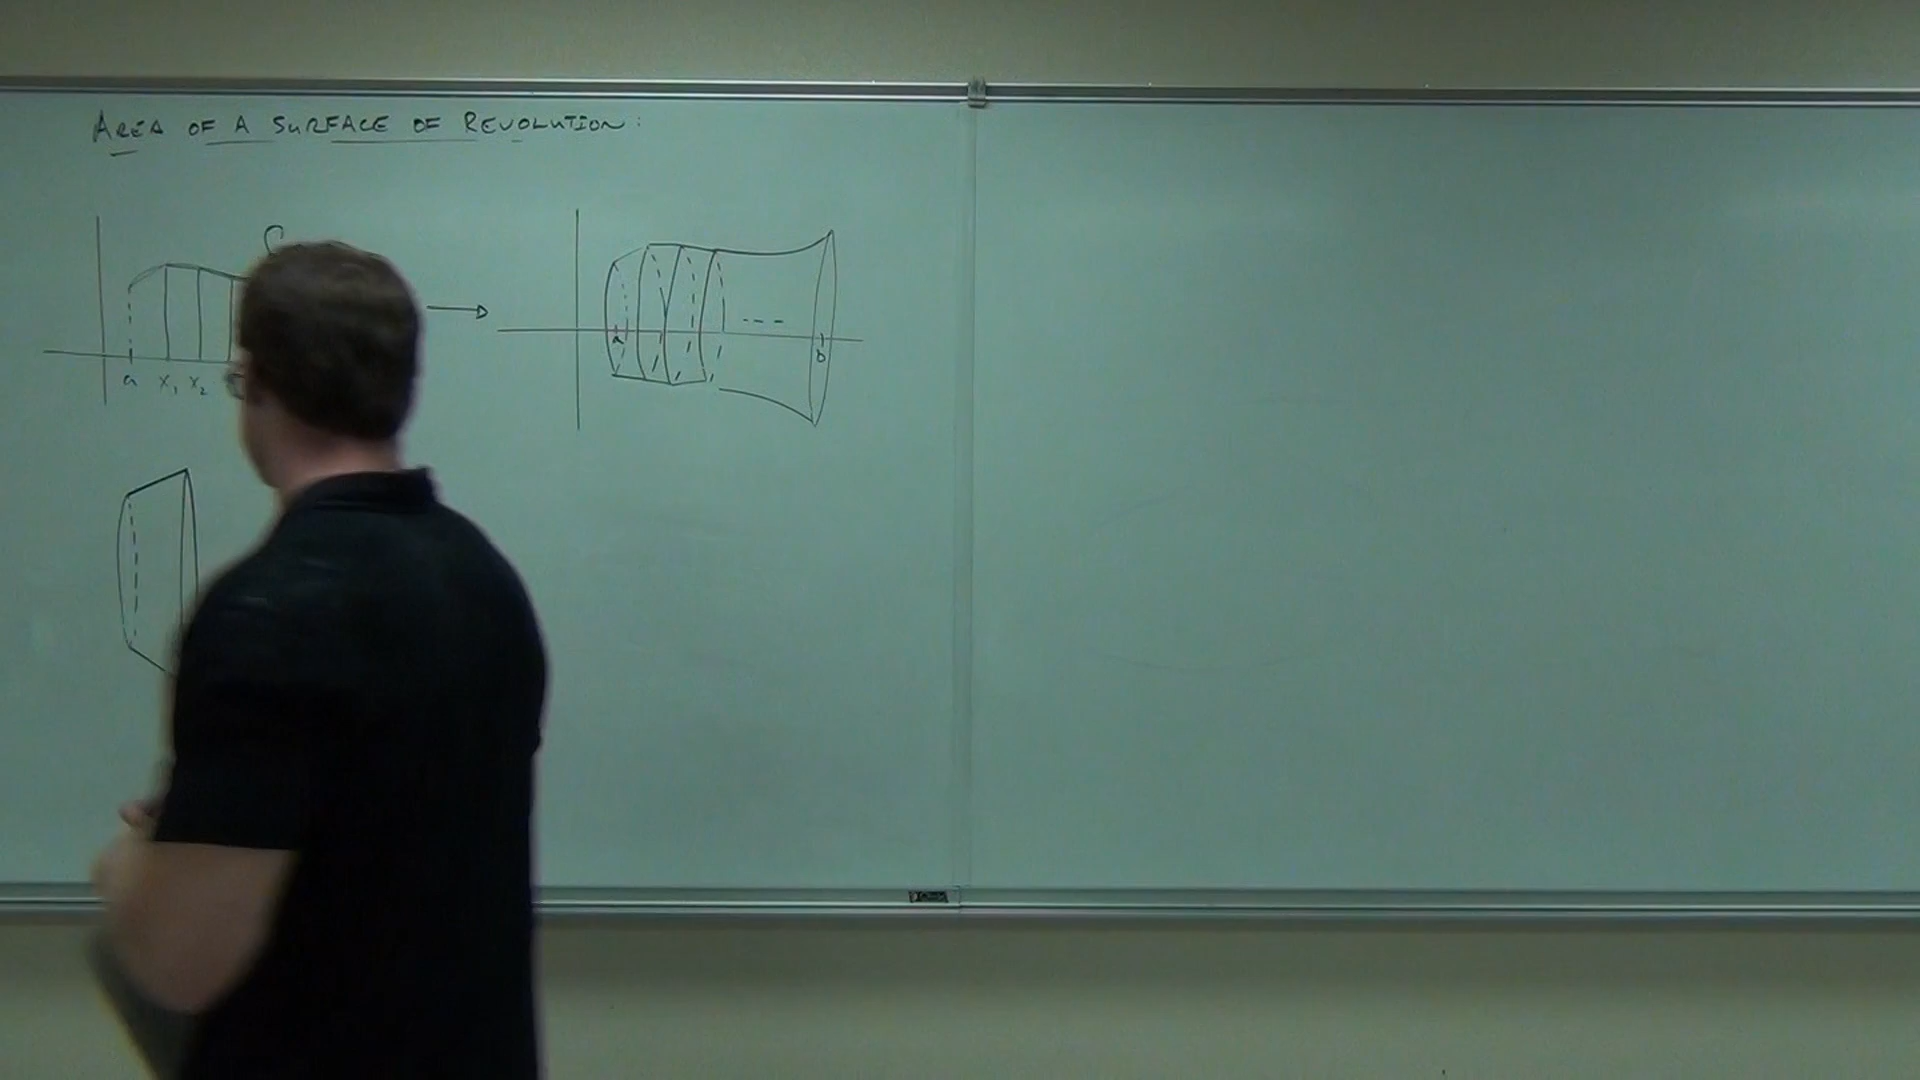 AREA OF A SURFACE OF REVOLUTION:
a x₁ x₂
a b